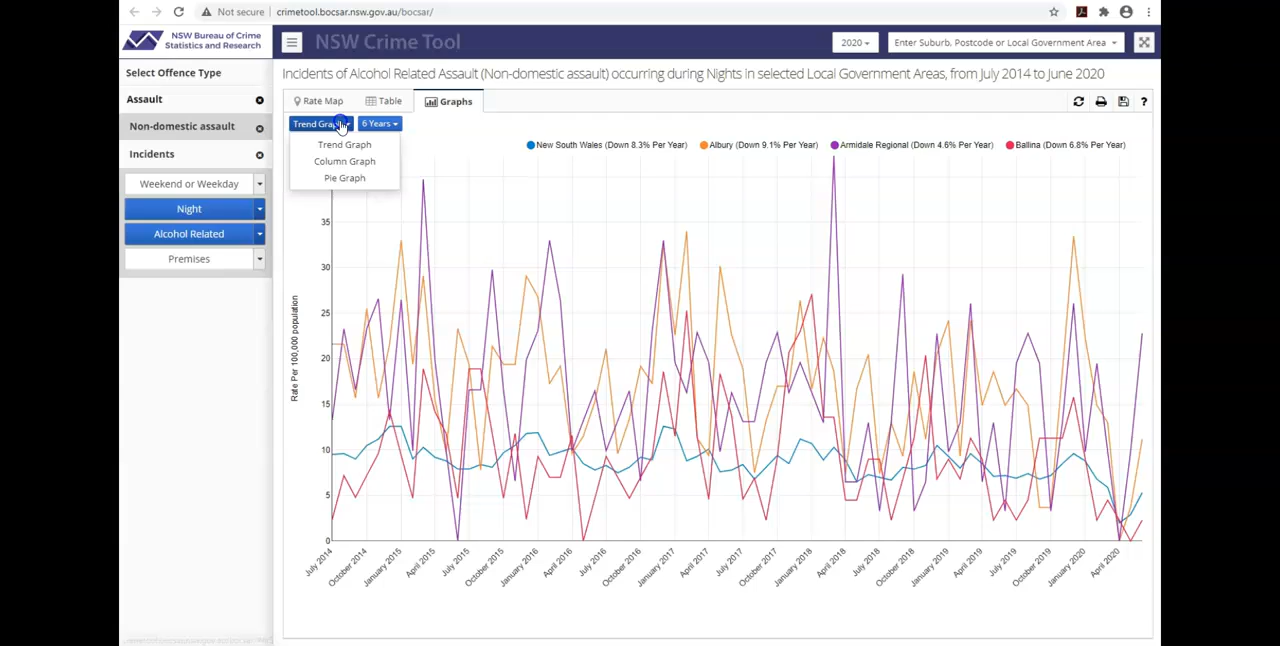 Not secure crimetool.bocsar.nsw.gov.au/bocsar/
NSW Bureau of Crime
Statistics and Research
NSW Crime Tool
2020
Enter Suburb, Postcode or Local Government Area
Select Offence Type
Assault
Non-domestic assault
Incidents
Weekend or Weekday
Night
Alcohol Related
Premises
Incidents of Alcohol Related Assault (Non-domestic assault) occurring during Nights in selected Local Government Areas, from July 2014 to June 2020
Rate Map Table Graphs
?
6 Years
Trend Graph
Column Graph
Pie Graph
New South Wales (Down 8.3% Per Year) Albury (Down 9.1% Per Year) Armidale Regional (Down 4.6% Per Year) Ballina (Down 6.8% Per Year)
Rate Per 100,000 population
35
30
25
20
15
10
5
0
July 2014 October 2014 January 2015 April 2015 July 2015 October 2015 January 2016 April 2016 July 2016 October 2016 January 2017 April 2017 July 2017 October 2017 January 2018 April 2018 July 2018 October 2018 January 2019 April 2019 July 2019 October 2019 January 2020 April 2020